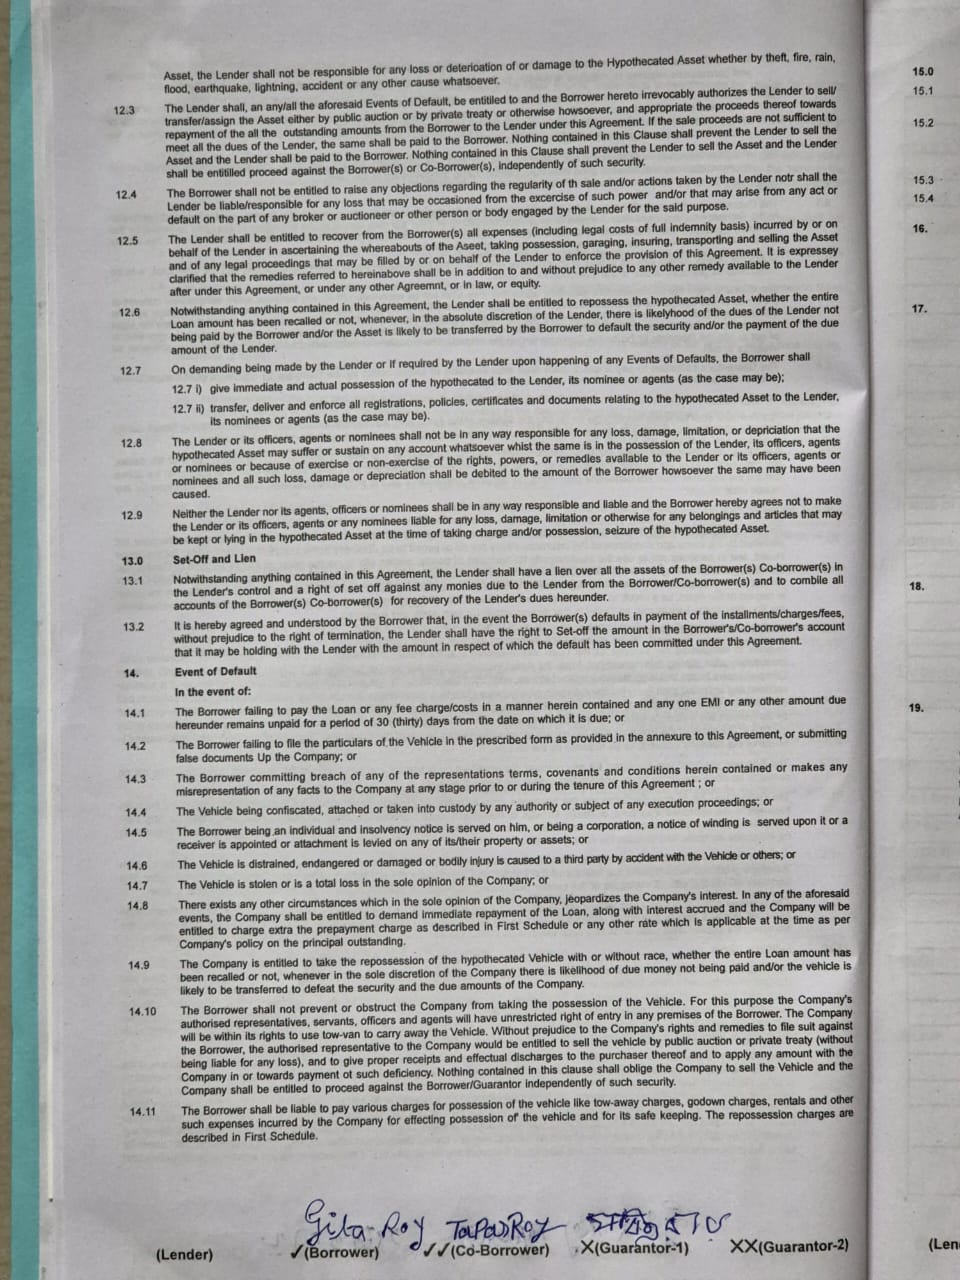 Asset, the Lender shall not be responsible for any loss or deterioation of or damage to the Hypothecated Asset whether by theft, fire, rain,
flood, earthquake, lightning, accident or any other cause whatsoever.
12.3 The Lender shall, an any/all the aforesaid Events of Default, be entitiled to and the Borrower hereto irrevocably authorizes the Lender to sell/
transfer/assign the Asset either by public auction or by private treaty or otherwise howsoever, and appropriate the proceeds thereof towards
repayment of the all the outstanding amounts from the Borrower to the Lender under this Agreement. If the sale proceeds are not sufficient to
meet all the dues of the Lender, the same shall be paid to the Borrower. Nothing contained in this Clause shall prevent the Lender to sell the
Asset and the Lender shall be paid to the Borrower. Nothing contained in this Clause shall prevent the Lender to sell the Asset and the Lender
shall be entitilled proceed against the Borrower(s) or Co-Borrower(s), independently of such security.
12.4 The Borrower shall not be entitled to raise any objections regarding the regularity of th sale and/or actions taken by the Lender notr shall the
Lender be liable/responsible for any loss that may be occasioned from the excercise of such power and/or that may arise from any act or
default on the part of any broker or auctioneer or other person or body engaged by the Lender for the said purpose.
12.5 The Lender shall be entitled to recover from the Borrower(s) all expenses (including legal costs of full indemnity basis) incurred by or on
behalf of the Lender in ascertaining the whereabouts of the Aseet, taking possession, garaging, insuring, transporting and selling the Asset
and of any legal proceedings that may be filled by or on behalf of the Lender to enforce the provision of this Agreement. It is expressey
clarified that the remedies referred to hereinabove shall be in addition to and without prejudice to any other remedy available to the Lender
after under this Agreement, or under any other Agreemnt, or in law, or equity.
12.6 Notwithstanding anything contained in this Agreement, the Lender shall be entitled to repossess the hypothecated Asset, whether the entire
Loan amount has been recalled or not, whenever, in the absolute discretion of the Lender, there is likelyhood of the dues of the Lender not
being paid by the Borrower and/or the Asset is likely to be transferred by the Borrower to default the security and/or the payment of the due
amount of the Lender.
12.7 On demanding being made by the Lender or if required by the Lender upon happening of any Events of Defaults, the Borrower shall
12.7 i) give immediate and actual possession of the hypothecated to the Lender, its nominee or agents (as the case may be);
12.7 ii) transfer, deliver and enforce all registrations, policies, certificates and documents relating to the hypothecated Asset to the Lender,
its nominees or agents (as the case may be).
12.8 The Lender or its officers, agents or nominees shall not be in any way responsible for any loss, damage, limitation, or depriciation that the
hypothecated Asset may suffer or sustain on any account whatsoever whist the same is in the possession of the Lender, its officers, agents
or nominees or because of exercise or non-exercise of the rights, powers, or remedies available to the Lender or its officers, agents or
nominees and all such loss, damage or depreciation shall be debited to the amount of the Borrower howsoever the same may have been
caused.
12.9 Neither the Lender nor its agents, officers or nominees shall be in any way responsible and liable and the Borrower hereby agrees not to make
the Lender or its officers, agents or any nominees liable for any loss, damage, limitation or otherwise for any belongings and articles that may
be kept or lying in the hypothecated Asset at the time of taking charge and/or possession, seizure of the hypothecated Asset.
13.0 Set-Off and Lien
13.1 Notwithstanding anything contained in this Agreement, the Lender shall have a lien over all the assets of the Borrower(s) Co-borrower(s) in
the Lender's control and a right of set off against any monies due to the Lender from the Borrower/Co-borrower(s) and to combile all
accounts of the Borrower(s) Co-borrower(s) for recovery of the Lender's dues hereunder.
13.2 It is hereby agreed and understood by the Borrower that, in the event the Borrower(s) defaults in payment of the installments/charges/fees,
without prejudice to the right of termination, the Lender shall have the right to Set-off the amount in the Borrower's/Co-borrower's account
that it may be holding with the Lender with the amount in respect of which the default has been committed under this Agreement.
14. Event of Default
In the event of:
14.1 The Borrower failing to pay the Loan or any fee charge/costs in a manner herein contained and any one EMI or any other amount due
hereunder remains unpaid for a period of 30 (thirty) days from the date on which it is due; or
14.2 The Borrower failing to file the particulars of the Vehicle in the prescribed form as provided in the annexure to this Agreement, or submitting
false documents Up the Company; or
14.3 The Borrower committing breach of any of the representations terms, covenants and conditions herein contained or makes any
misrepresentation of any facts to the Company at any stage prior to or during the tenure of this Agreement ; or
14.4 The Vehicle being confiscated, attached or taken into custody by any authority or subject of any execution proceedings; or
14.5 The Borrower being an individual and insolvency notice is served on him, or being a corporation, a notice of winding is served upon it or a
receiver is appointed or attachment is levied on any of its/their property or assets; or
14.6 The Vehicle is distrained, endangered or damaged or bodily injury is caused to a third party by accident with the Vehicle or others; or
14.7 The Vehicle is stolen or is a total loss in the sole opinion of the Company; or
14.8 There exists any other circumstances which in the sole opinion of the Company, jeopardizes the Company's interest. In any of the aforesaid
events, the Company shall be entitled to demand immediate repayment of the Loan, along with interest accrued and the Company will be
entitled to charge extra the prepayment charge as described in First Schedule or any other rate which is applicable at the time as per
Company's policy on the principal outstanding.
14.9 The Company is entitled to take the repossession of the hypothecated Vehicle with or without race, whether the entire Loan amount has
been recalled or not, whenever in the sole discretion of the Company there is likelihood of due money not being paid and/or the vehicle is
likely to be transferred to defeat the security and the due amounts of the Company.
14.10 The Borrower shall not prevent or obstruct the Company from taking the possession of the Vehicle. For this purpose the Company's
authorised representatives, servants, officers and agents will have unrestricted right of entry in any premises of the Borrower. The Company
will be within its rights to use tow-van to carry away the Vehicle. Without prejudice to the Company's rights and remedies to file suit against
the Borrower, the authorised representative to the Company would be entitled to sell the vehicle by public auction or private treaty (without
being liable for any loss), and to give proper receipts and effectual discharges to the purchaser thereof and to apply any amount with the
Company in or towards payment ot such deficiency. Nothing contained in this clause shall oblige the Company to sell the Vehicle and the
Company shall be entitled to proceed against the Borrower/Guarantor independently of such security.
14.11 The Borrower shall be liable to pay various charges for possession of the vehicle like tow-away charges, godown charges, rentals and other
such expenses incurred by the Company for effecting possession of the vehicle and for its safe keeping. The repossession charges are
described in First Schedule.
Gita Roy Tapas Roy
(Lender) ✓(Borrower) ✓✓(Co-Borrower) X(Guarantor-1) XX(Guarantor-2)
15.0
15.1
15.2
15.3
15.4
16.
17.
18.
19.
(Len